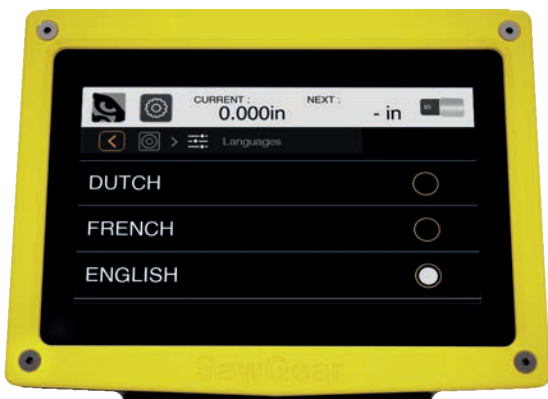 CURRENT : NEXT :
0.000in - in in
> Languages
DUTCH
FRENCH
ENGLISH
SawGear